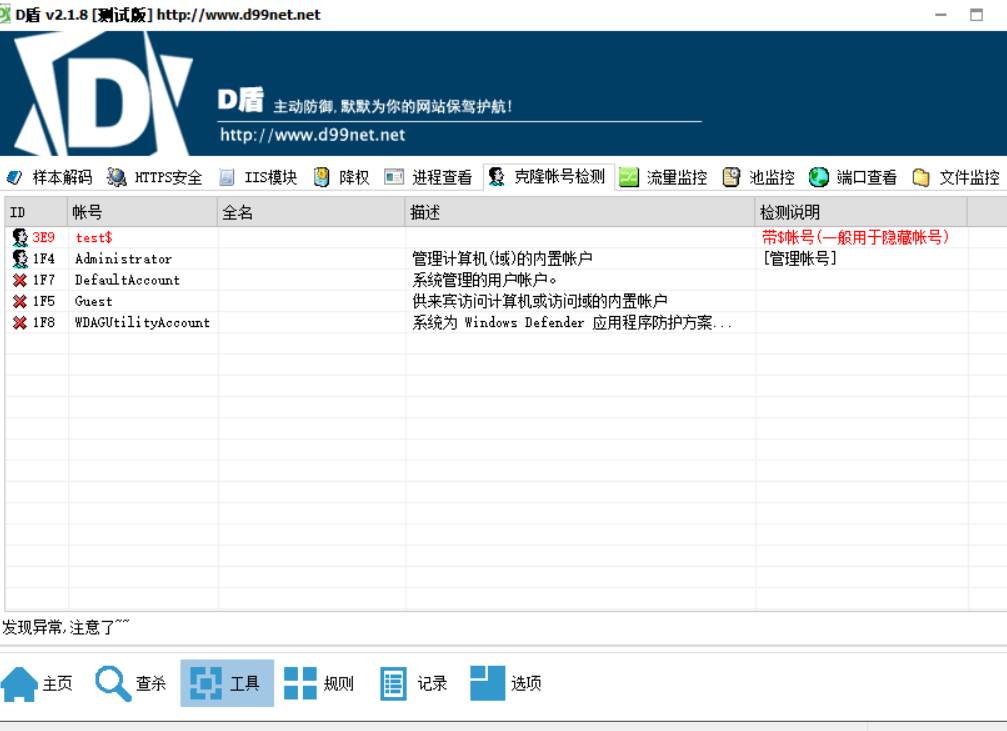 D盾 v2.1.8 [测试版] http://www.d99net.net
D盾 主动防御,默默为你的网站保驾护航!
http://www.d99net.net
样本解码 HTTPS安全 IIS模块 降权 进程查看 克隆帐号检测 流量监控 池监控 端口查看 文件监控
ID 帐号 全名 描述 检测说明
3E9 test$ 带$帐号(一般用于隐藏帐号)
1F4 Administrator 管理计算机(域)的内置帐户 [管理帐号]
1F7 DefaultAccount 系统管理的用户帐户。
1F5 Guest 供来宾访问计算机或访问域的内置帐户
1F8 WDAGUtilityAccount 系统为 Windows Defender 应用程序防护方案...
发现异常,注意了~~
主页 查杀 工具 规则 记录 选项